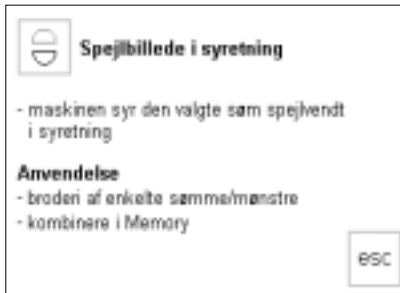 Spejlbillede i syretning
- maskinen syr den valgte søm spejlvendt
i syretning
Anvendelse
- broderi af enkelte sømme/mønstre
- kombinere i Memory
esc